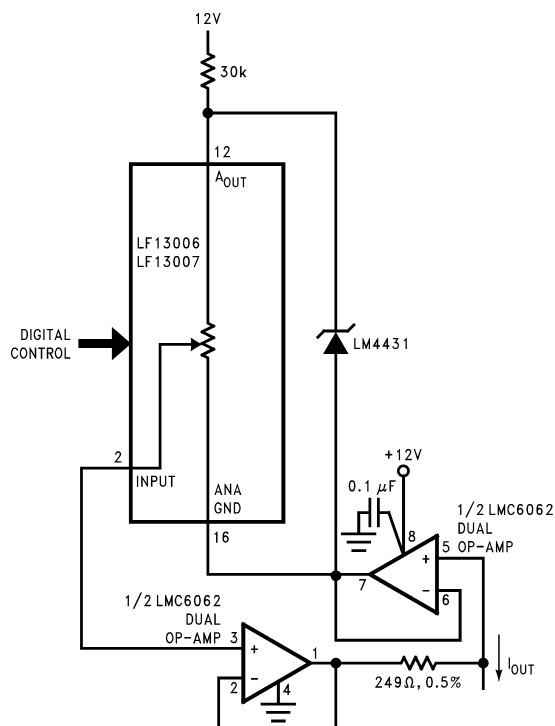 12V
30k
12
A_OUT
LF13006
LF13007
DIGITAL
CONTROL
LM4431
2
INPUT
ANA
GND
16
+12V
0.1 μF
8
1/2 LMC6062
DUAL
OP-AMP
5
+
7
-
6
1/2 LMC6062
DUAL
OP-AMP
3
+
1
2
-
4
249Ω, 0.5%
I_OUT